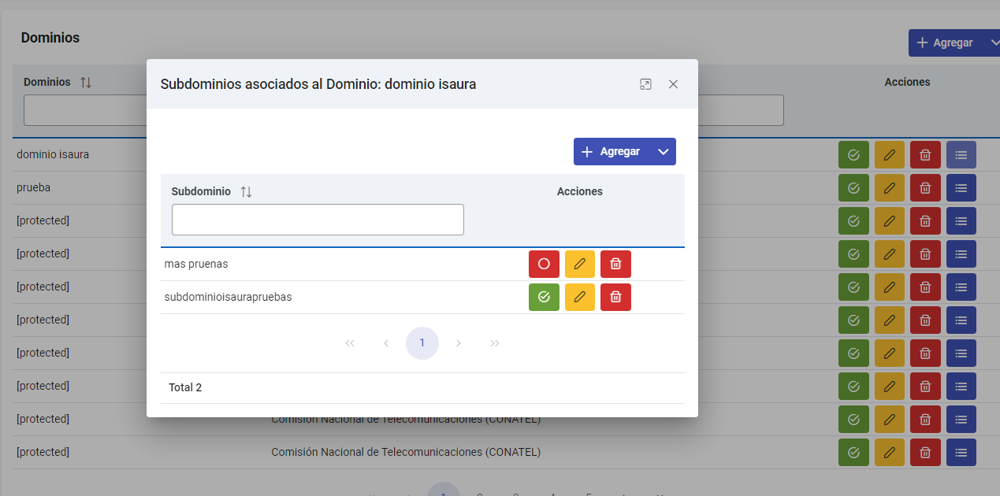 Dominios
Agregar
Dominios
Acciones
Subdominios asociados al Dominio: dominio isaura
Agregar
Subdominio
Acciones
mas pruenas
subdominioisaurapruebas
1
Total 2
dominio isaura
prueba
[protected]
[protected]
[protected]
[protected]
[protected]
[protected]
[protected] Comisión Nacional de Telecomunicaciones (CONATEL)
[protected] Comisión Nacional de Telecomunicaciones (CONATEL)